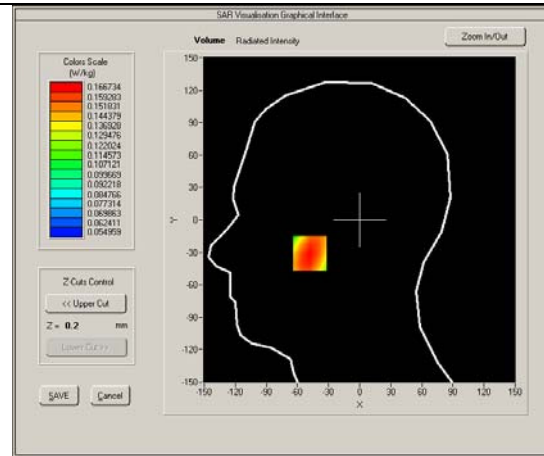 SAR Visualisation Graphical Interface
Volume Radiated Intensity
Zoom In/Out
Colors Scale
(W/kg)
0.166734
0.159283
0.151831
0.144379
0.136928
0.129476
0.122024
0.114573
0.107121
0.099669
0.092218
0.084766
0.077314
0.069863
0.062411
0.054959
150
120
90
60
30
0
-30
-60
-90
-120
-150
Y
-150 -120 -90 -60 -30 0 30 60 90 120 150
X
Z Cuts Control
<< Upper Cut
Z = 0.2 mm
Lower Cut >>
SAVE Cancel